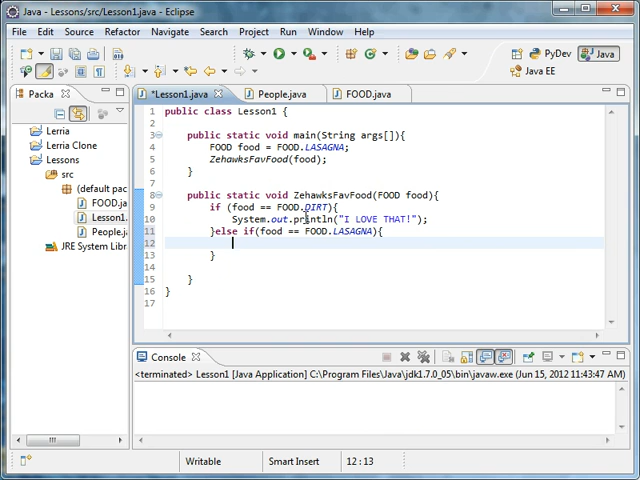 Java - Lessons/src/Lesson1.java - Eclipse
File Edit Source Refactor Navigate Search Project Run Window Help
PyDev Java
Java EE
Packa
*Lesson1.java People.java FOOD.java
Lerria
Lerria Clone
Lessons
src
(default pac
FOOD.ja
Lesson1.
People.j
JRE System Libr
1 public class Lesson1 {
2
3 public static void main(String args[]){
4 FOOD food = FOOD.LASAGNA;
5 ZehawksFavFood(food);
6 }
7
8 public static void ZehawksFavFood(FOOD food){
9 if (food == FOOD.DIRT){
10 System.out.println("I LOVE THAT!");
11 }else if(food == FOOD.LASAGNA){
12
13 }
14
15 }
16 }
17
Console
<terminated> Lesson1 [Java Application] C:\Program Files\Java\jdk1.7.0_05\bin\javaw.exe (Jun 15, 2012 11:43:47 AM)
Writable Smart Insert 12 : 13